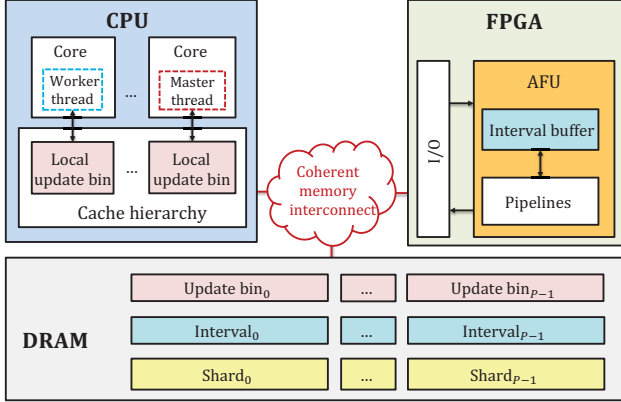 CPU
Core
Worker
thread
...
Core
Master
thread
Local
update bin
...
Local
update bin
Cache hierarchy
Coherent
memory
interconnect
FPGA
I/O
AFU
Interval buffer
Pipelines
DRAM
Update bin₀
...
Update binₚ₋₁
Interval₀
...
Intervalₚ₋₁
Shard₀
...
Shardₚ₋₁